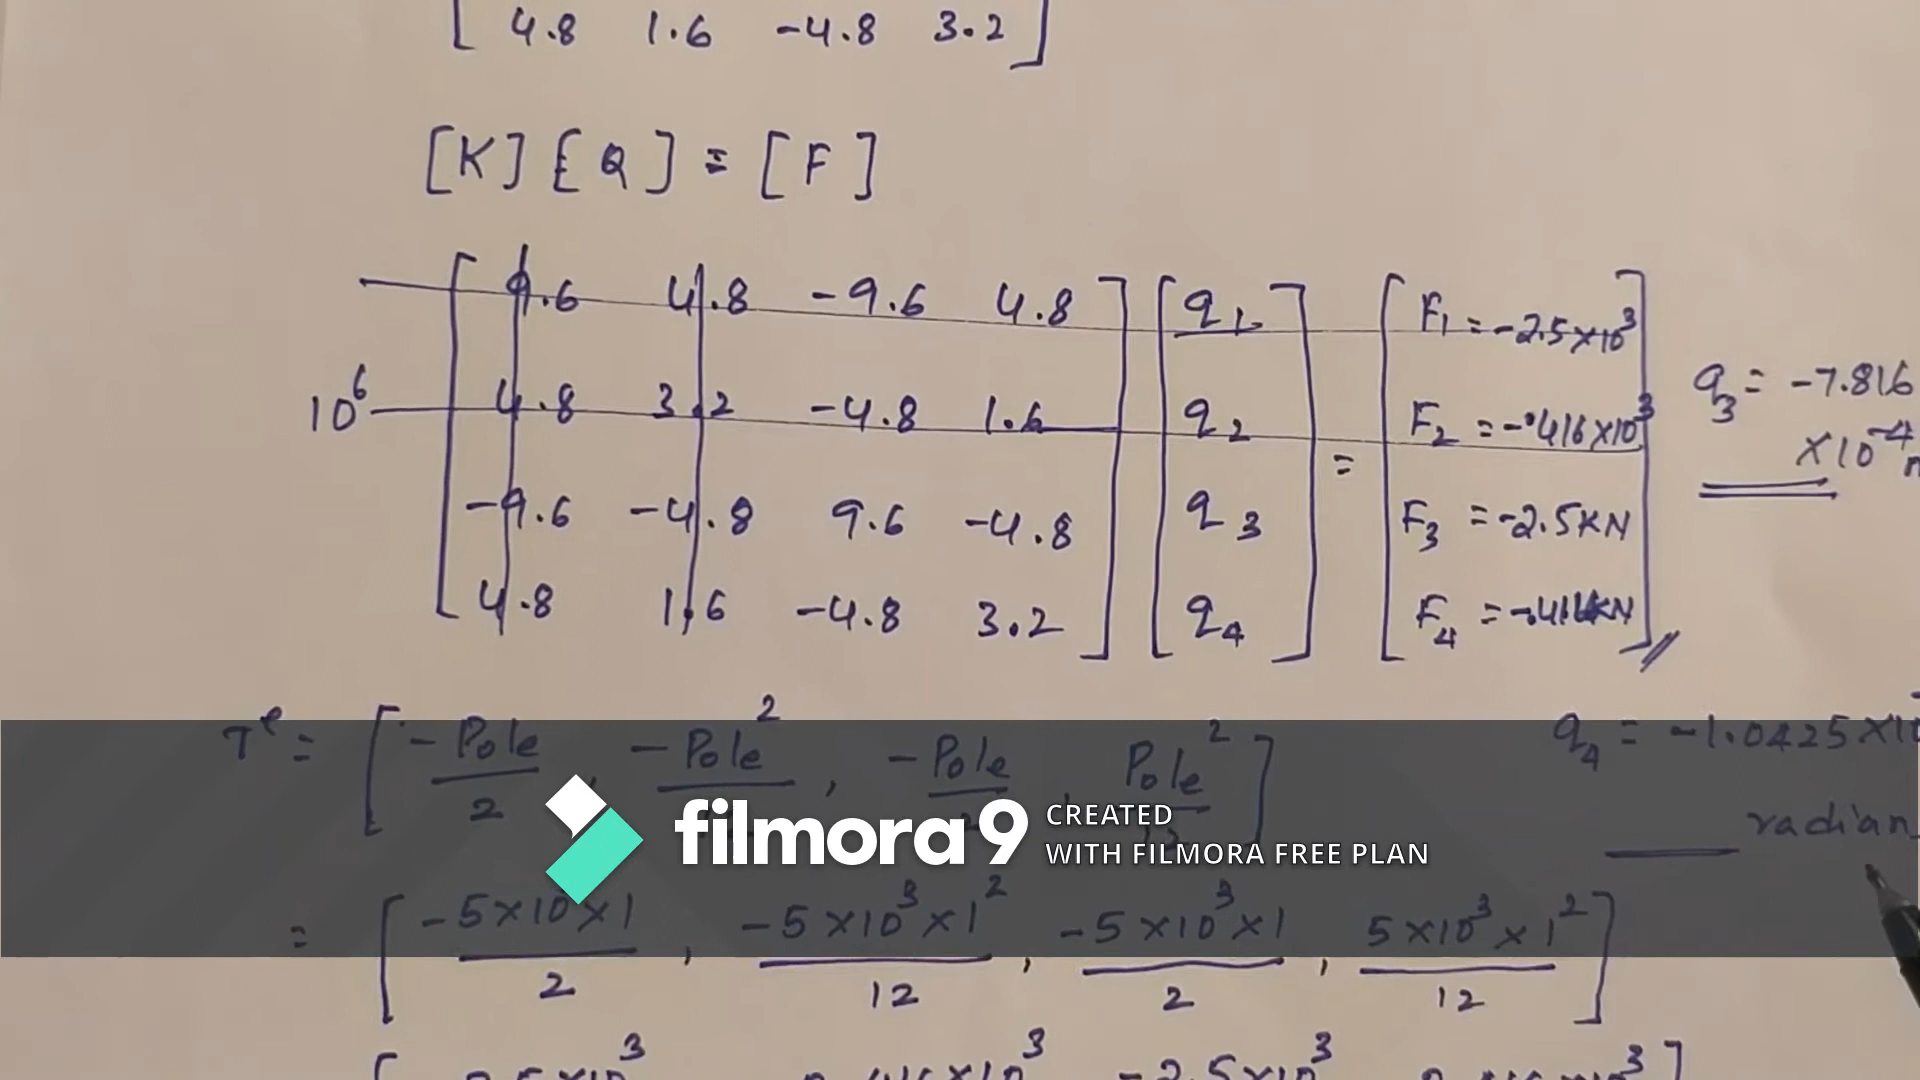 [ 4.8 1.6 -4.8 3.2 ]
[K] [Q] = [F]
10⁶ [ 9.6 4.8 -9.6 4.8 ] [ q₁ ] = [ F₁ = -2.5×10³ ]
[ 4.8 3.2 -4.8 1.6 ] [ q₂ ] [ F₂ = -.416×10³ ]
[ -9.6 -4.8 9.6 -4.8 ] [ q₃ ] [ F₃ = -2.5KN ]
[ 4.8 1.6 -4.8 3.2 ] [ q₄ ] [ F₄ = -.416KN ]
q₃ = -7.816
×10⁻⁴
Tᵉ = [ -Pole/2 , -Pole²/ , -Pole/ , Pole²/12 ]
q₄ = -1.0425×10
radian
filmora9 CREATED
WITH FILMORA FREE PLAN
= [ -5×10³×1/2 , -5×10³×1²/12 , -5×10³×1/2 , 5×10³×1²/12 ]